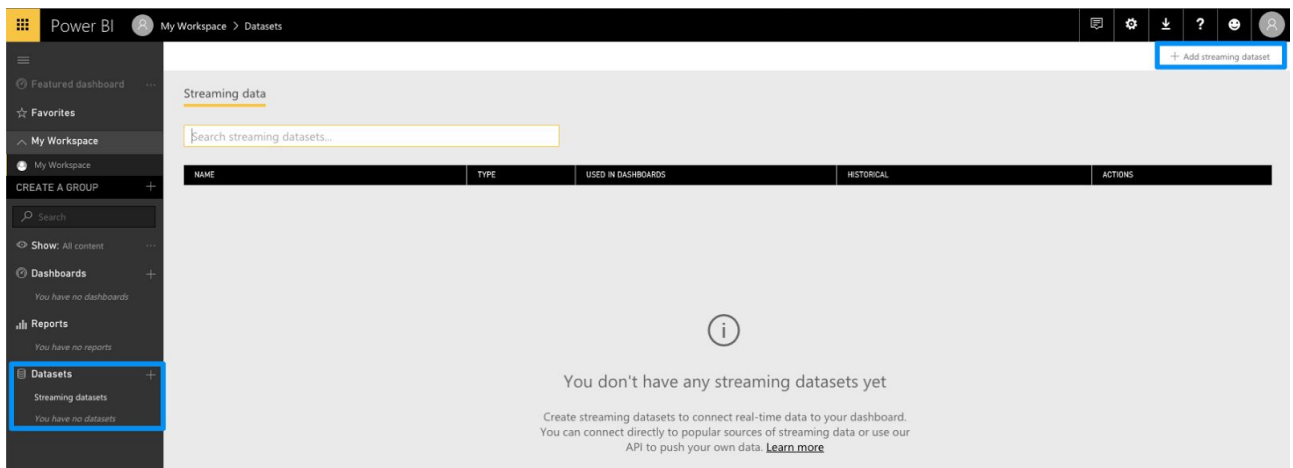 Power BI
My Workspace > Datasets
?
+ Add streaming dataset
Featured dashboard ...
Favorites
My Workspace
My Workspace
CREATE A GROUP +
Search
Show: All content ...
Dashboards +
You have no dashboards
Reports
You have no reports
Datasets +
Streaming datasets
You have no datasets
Streaming data
Search streaming datasets...
NAME TYPE USED IN DASHBOARDS HISTORICAL ACTIONS
i
You don't have any streaming datasets yet
Create streaming datasets to connect real-time data to your dashboard.
You can connect directly to popular sources of streaming data or use our
API to push your own data. Learn more